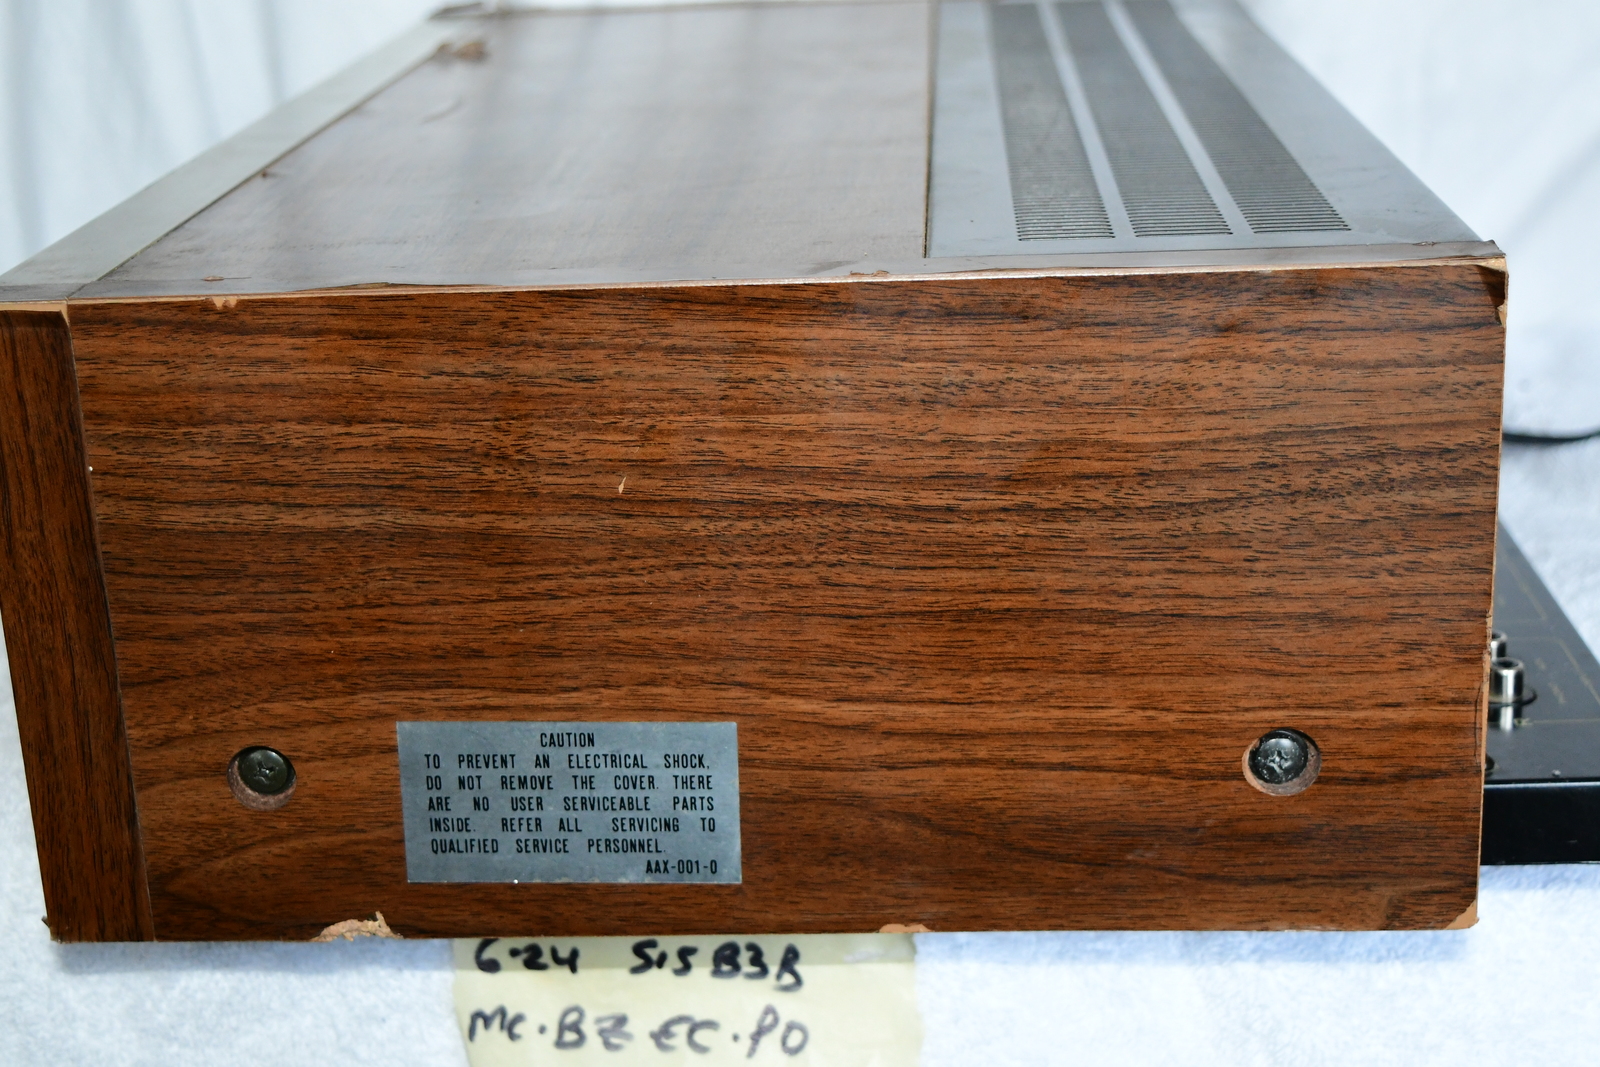 CAUTION
TO PREVENT AN ELECTRICAL SHOCK,
DO NOT REMOVE THE COVER. THERE
ARE NO USER SERVICEABLE PARTS
INSIDE. REFER ALL SERVICING TO
QUALIFIED SERVICE PERSONNEL.
AAX-001-0
6-24 S.5 B3B
MC.BZ EC.PO